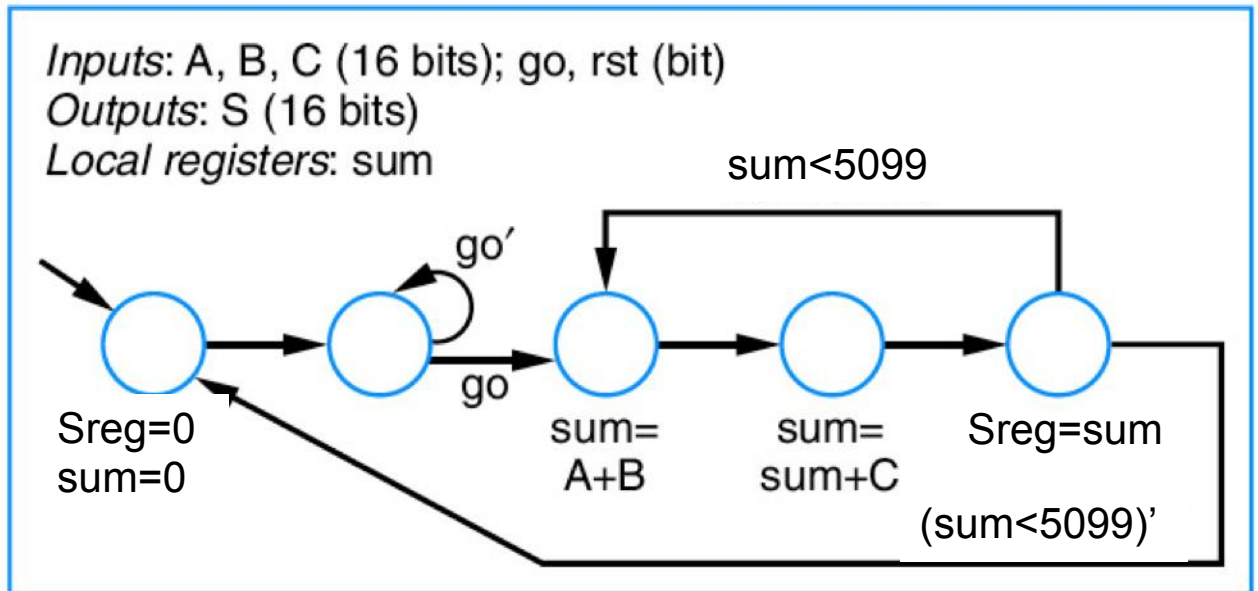 Inputs: A, B, C (16 bits); go, rst (bit)
Outputs: S (16 bits)
Local registers: sum
sum<5099
go′
go
Sreg=0
sum=0
sum=
A+B
sum=
sum+C
Sreg=sum
(sum<5099)’